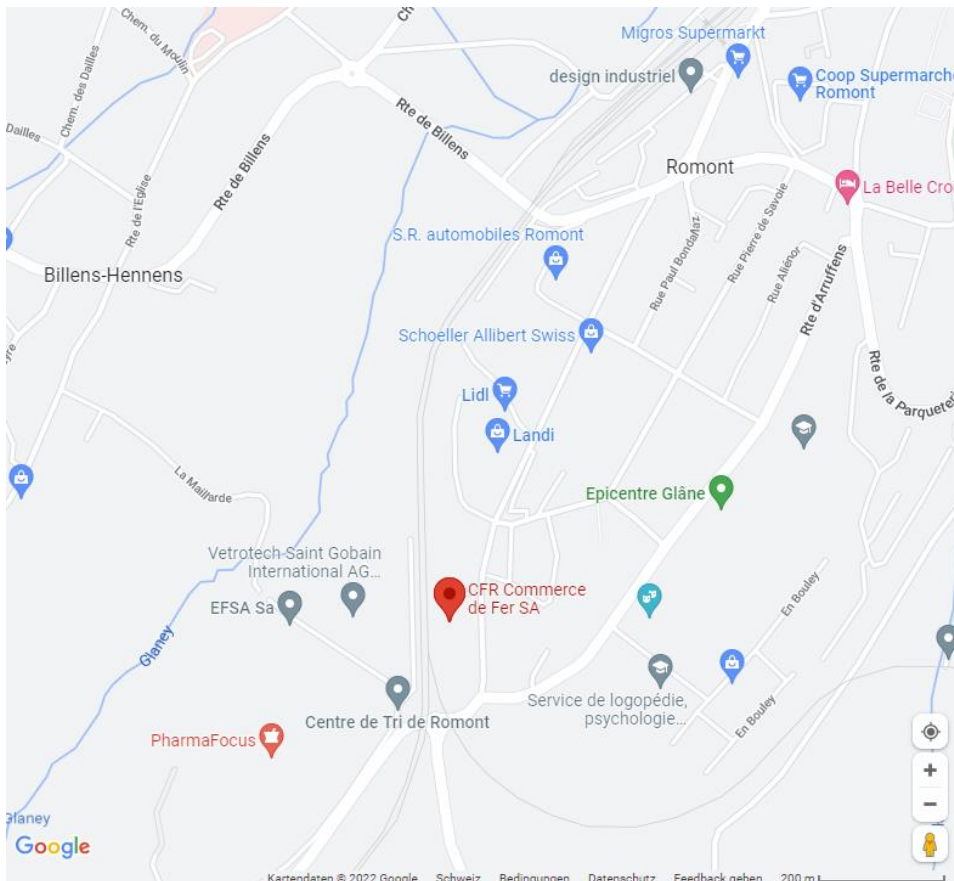 Chem. du Moulin
Chem. des Dailles
Dailles
Rte de l'Eglise
Rte de Billens
Rte de Billens
Migros Supermarkt
design industriel
Coop Supermarché
Romont
Romont
La Belle Croi
S.R. automobiles Romont
Rue Paul Bondallaz
Rue Pierre de Savoie
Rue Aliénor
Rte d'Arruffens
Billens-Hennens
Schoeller Allibert Swiss
Rte de la Parqueterie
Lidl
Landi
La Maillarde
Epicentre Glâne
Vetrotech Saint Gobain
International AG...
EFSA Sa
CFR Commerce
de Fer SA
Glaney
En Bouley
En Bouley
Service de logopédie,
psychologie...
Centre de Tri de Romont
PharmaFocus
Glaney
Google
Kartendaten © 2022 Google Schweiz Bedingungen Datenschutz Feedback geben 200 m